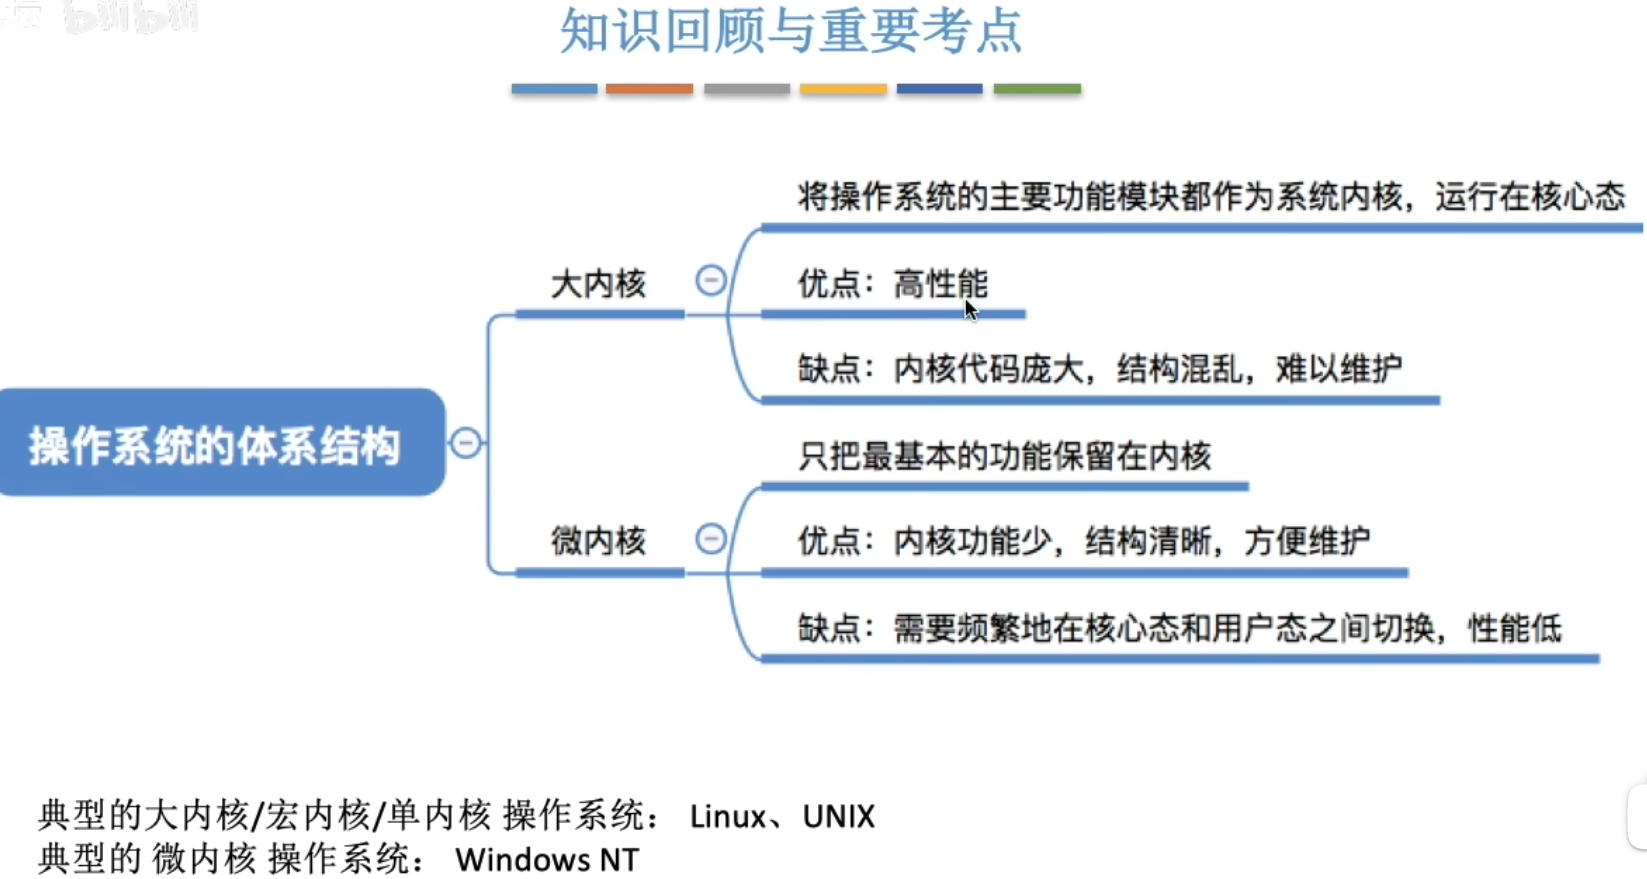 bilibili
知识回顾与重要考点
将操作系统的主要功能模块都作为系统内核，运行在核心态
大内核
优点：高性能
缺点：内核代码庞大，结构混乱，难以维护
操作系统的体系结构
只把最基本的功能保留在内核
微内核
优点：内核功能少，结构清晰，方便维护
缺点：需要频繁地在核心态和用户态之间切换，性能低
典型的大内核/宏内核/单内核 操作系统： Linux、UNIX
典型的 微内核 操作系统： Windows NT